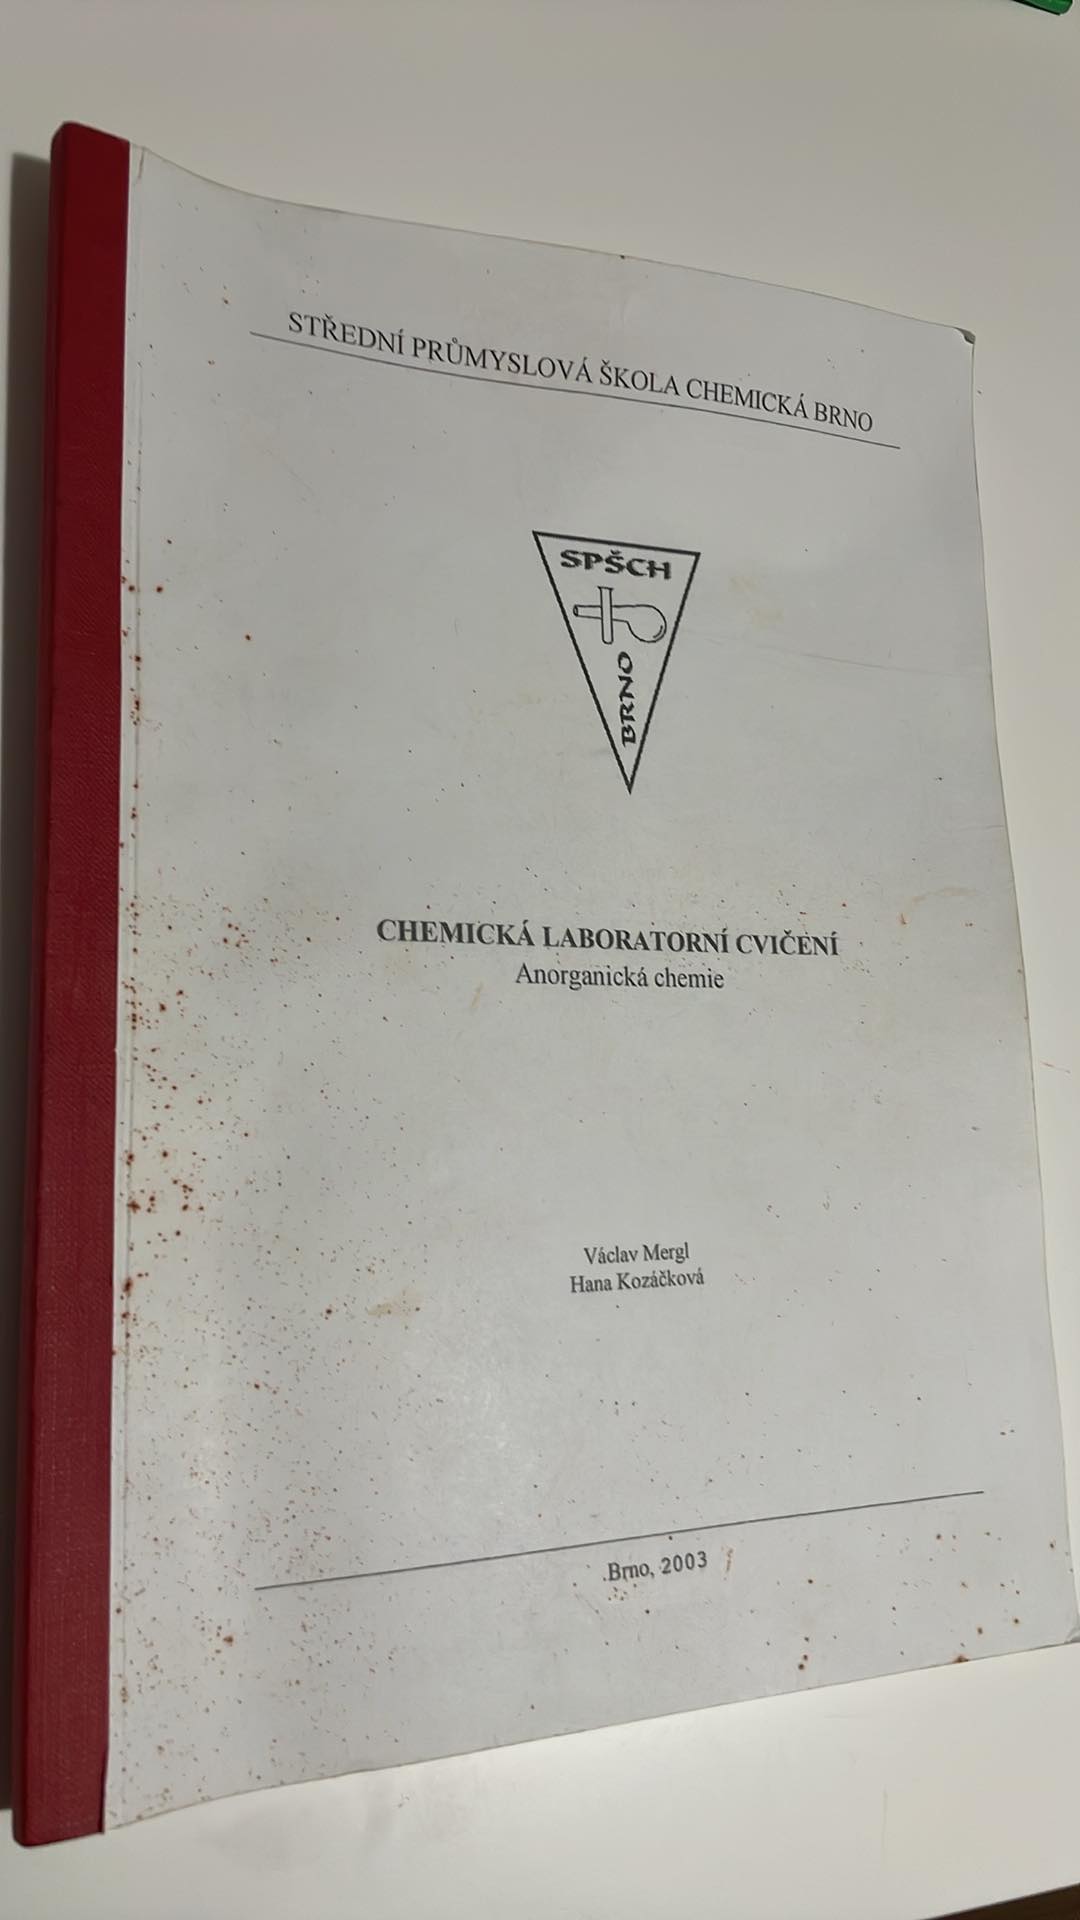 STŘEDNÍ PRŮMYSLOVÁ ŠKOLA CHEMICKÁ BRNO
SPŠCH
BRNO
CHEMICKÁ LABORATORNÍ CVIČENÍ
Anorganická chemie
Václav Mergl
Hana Kozáčková
Brno, 2003